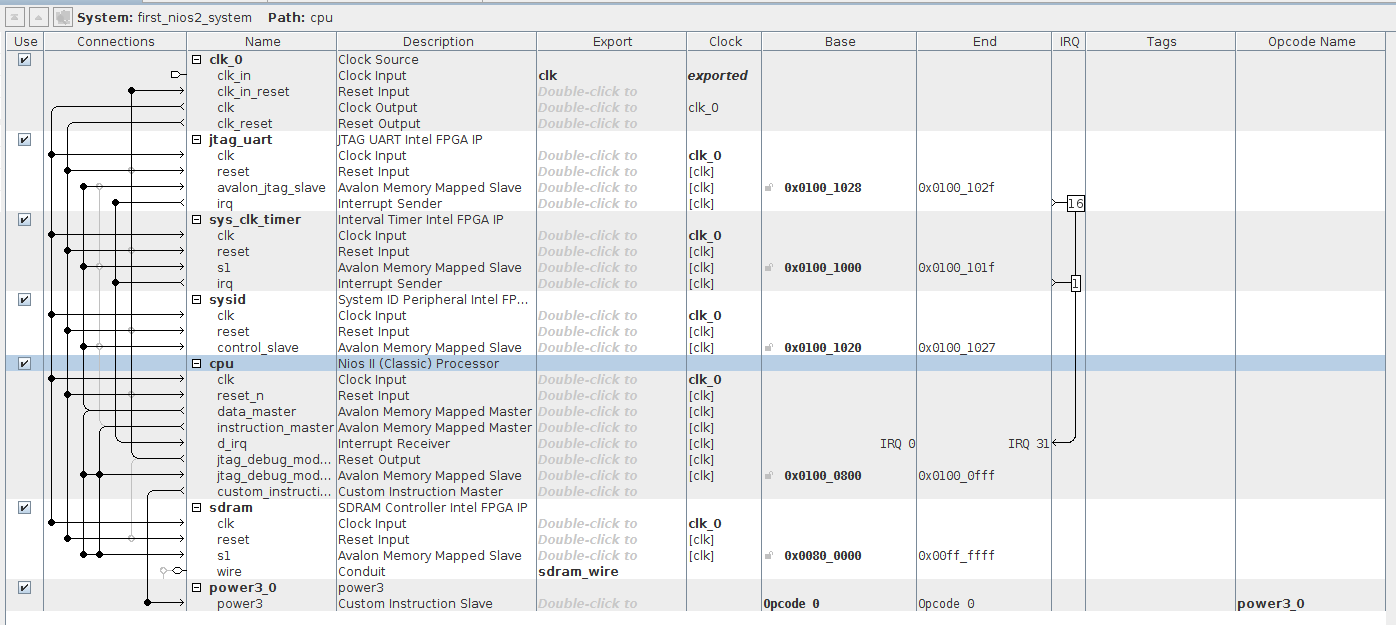 System: first_nios2_system Path: cpu
Use Connections Name Description Export Clock Base End IRQ Tags Opcode Name
clk_0 Clock Source
clk_in Clock Input clk exported
clk_in_reset Reset Input Double-click to
clk Clock Output Double-click to clk_0
clk_reset Reset Output Double-click to
jtag_uart JTAG UART Intel FPGA IP
clk Clock Input Double-click to clk_0
reset Reset Input Double-click to [clk]
avalon_jtag_slave Avalon Memory Mapped Slave Double-click to [clk] 0x0100_1028 0x0100_102f
irq Interrupt Sender Double-click to [clk] 16
sys_clk_timer Interval Timer Intel FPGA IP
clk Clock Input Double-click to clk_0
reset Reset Input Double-click to [clk]
s1 Avalon Memory Mapped Slave Double-click to [clk] 0x0100_1000 0x0100_101f
irq Interrupt Sender Double-click to [clk] 1
sysid System ID Peripheral Intel FP...
clk Clock Input Double-click to clk_0
reset Reset Input Double-click to [clk]
control_slave Avalon Memory Mapped Slave Double-click to [clk] 0x0100_1020 0x0100_1027
cpu Nios II (Classic) Processor
clk Clock Input Double-click to clk_0
reset_n Reset Input Double-click to [clk]
data_master Avalon Memory Mapped Master Double-click to [clk]
instruction_master Avalon Memory Mapped Master Double-click to [clk]
d_irq Interrupt Receiver Double-click to [clk] IRQ 0 IRQ 31
jtag_debug_mod... Reset Output Double-click to [clk]
jtag_debug_mod... Avalon Memory Mapped Slave Double-click to [clk] 0x0100_0800 0x0100_0fff
custom_instructi... Custom Instruction Master Double-click to
sdram SDRAM Controller Intel FPGA IP
clk Clock Input Double-click to clk_0
reset Reset Input Double-click to [clk]
s1 Avalon Memory Mapped Slave Double-click to [clk] 0x0080_0000 0x00ff_ffff
wire Conduit sdram_wire
power3_0 power3
power3 Custom Instruction Slave Double-click to Opcode 0 Opcode 0 power3_0